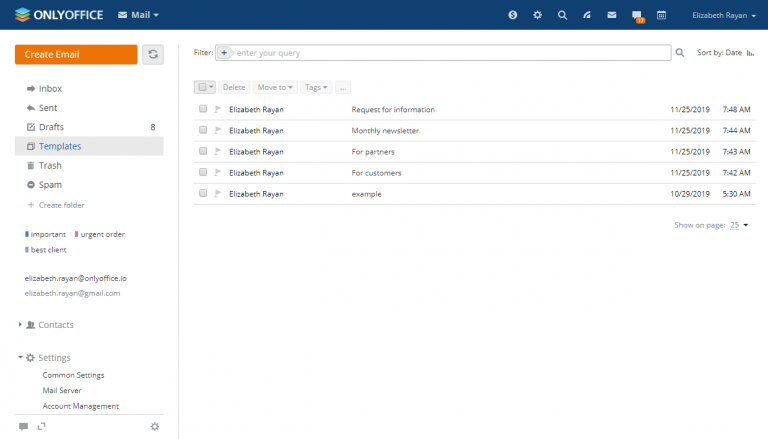 ONLYOFFICE Mail 17 Elizabeth Rayan
Create Email
Inbox
Sent
Drafts 8
Templates
Trash
Spam
+ Create folder
important urgent order
best client
elizabeth.rayan@onlyoffice.io
elizabeth.rayan@gmail.com
Contacts
Settings
Common Settings
Mail Server
Account Management
Filter: + enter your query Sort by: Date
Delete Move to Tags ...
Elizabeth Rayan Request for information 11/25/2019 7:48 AM
Elizabeth Rayan Monthly newsletter 11/25/2019 7:44 AM
Elizabeth Rayan For partners 11/25/2019 7:43 AM
Elizabeth Rayan For customers 11/25/2019 7:42 AM
Elizabeth Rayan example 10/29/2019 5:30 AM
Show on page: 25